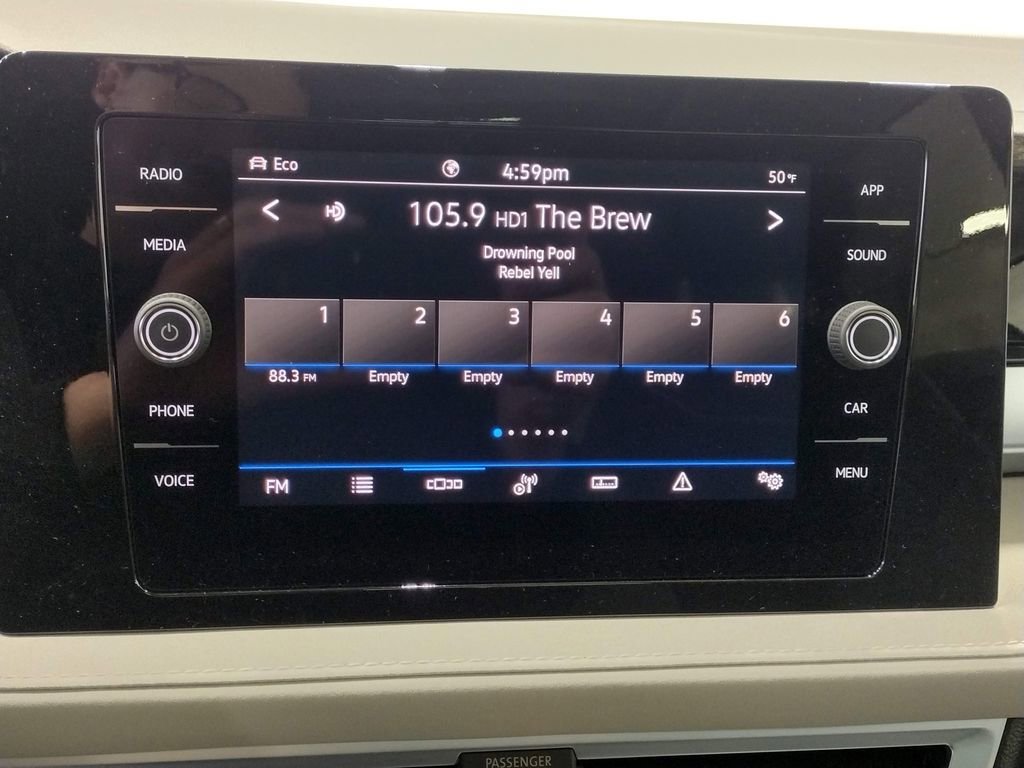 RADIO
MEDIA
PHONE
VOICE
Eco
4:59pm
50°F
105.9 HD1 The Brew
Drowning Pool
Rebel Yell
1 2 3 4 5 6
88.3 FM Empty Empty Empty Empty Empty
FM
APP
SOUND
CAR
MENU
PASSENGER